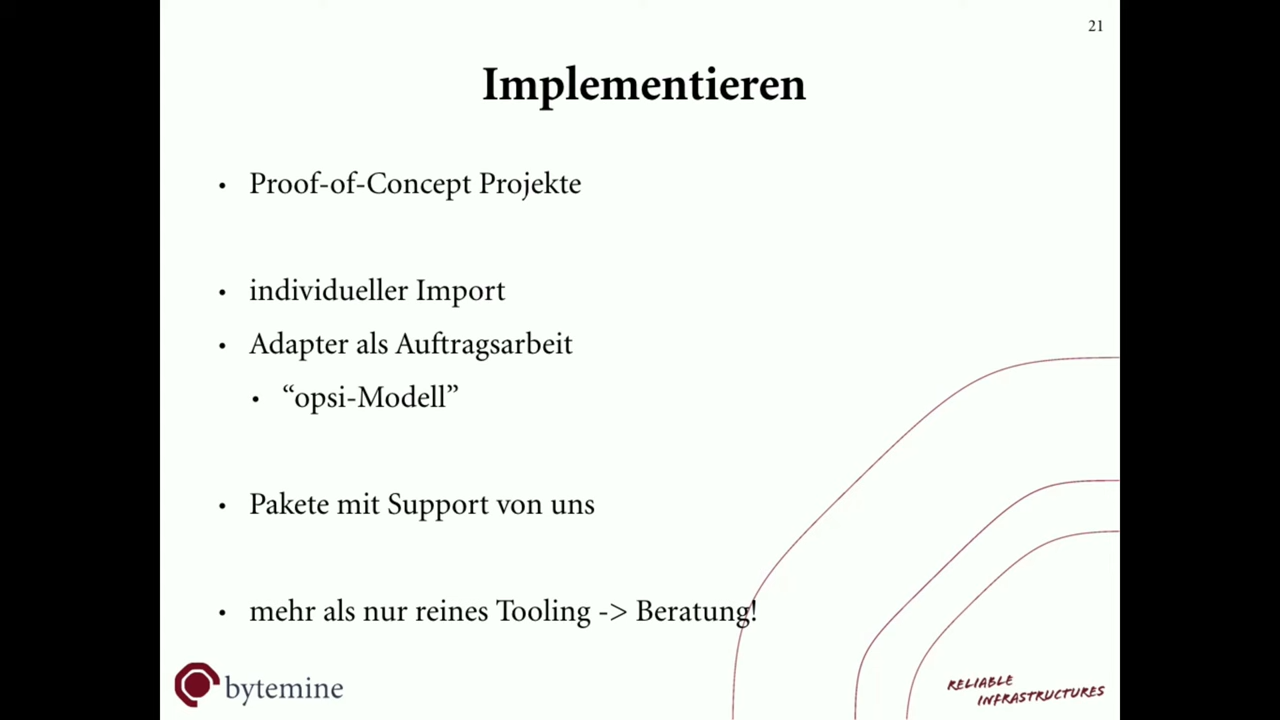 21
Implementieren
• Proof-of-Concept Projekte
• individueller Import
• Adapter als Auftragsarbeit
• “opsi-Modell”
• Pakete mit Support von uns
• mehr als nur reines Tooling -> Beratung!
bytemine
RELIABLE
INFRASTRUCTURES